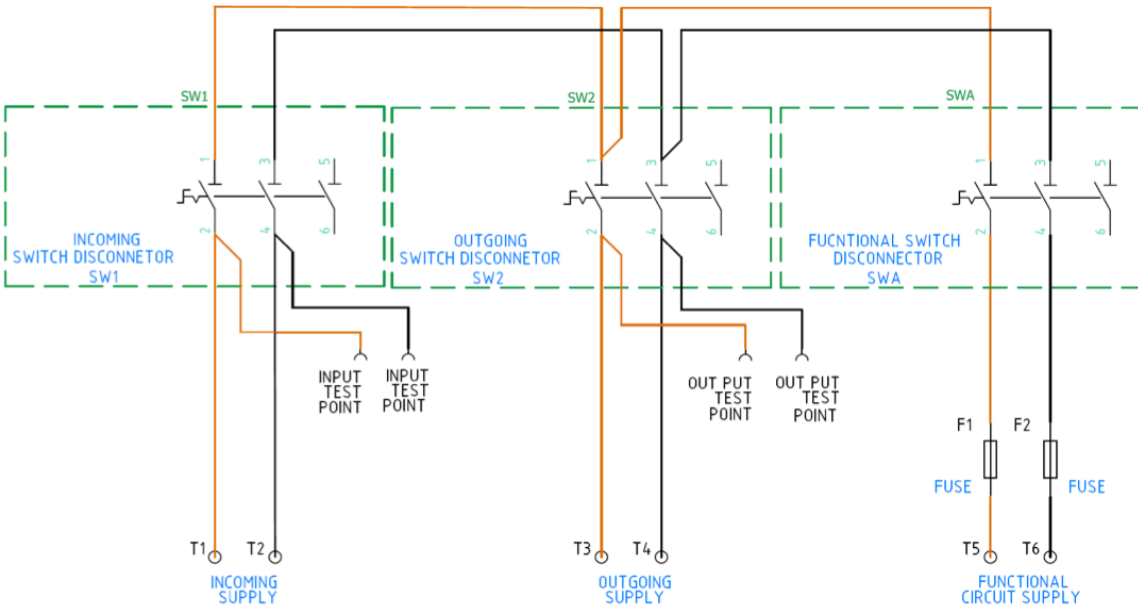 SW1
SW2
SWA
1
3
5
1
3
5
1
3
5
2
4
6
2
4
6
2
4
6
INCOMING
SWITCH DISCONNETOR
SW1
OUTGOING
SWITCH DISCONNETOR
SW2
FUCNTIONAL SWITCH
DISCONNECTOR
SWA
INPUT
TEST
POINT
INPUT
TEST
POINT
OUT PUT
TEST
POINT
OUT PUT
TEST
POINT
F1
F2
FUSE
FUSE
T1
T2
T3
T4
T5
T6
INCOMING
SUPPLY
OUTGOING
SUPPLY
FUNCTIONAL
CIRCUIT SUPPLY